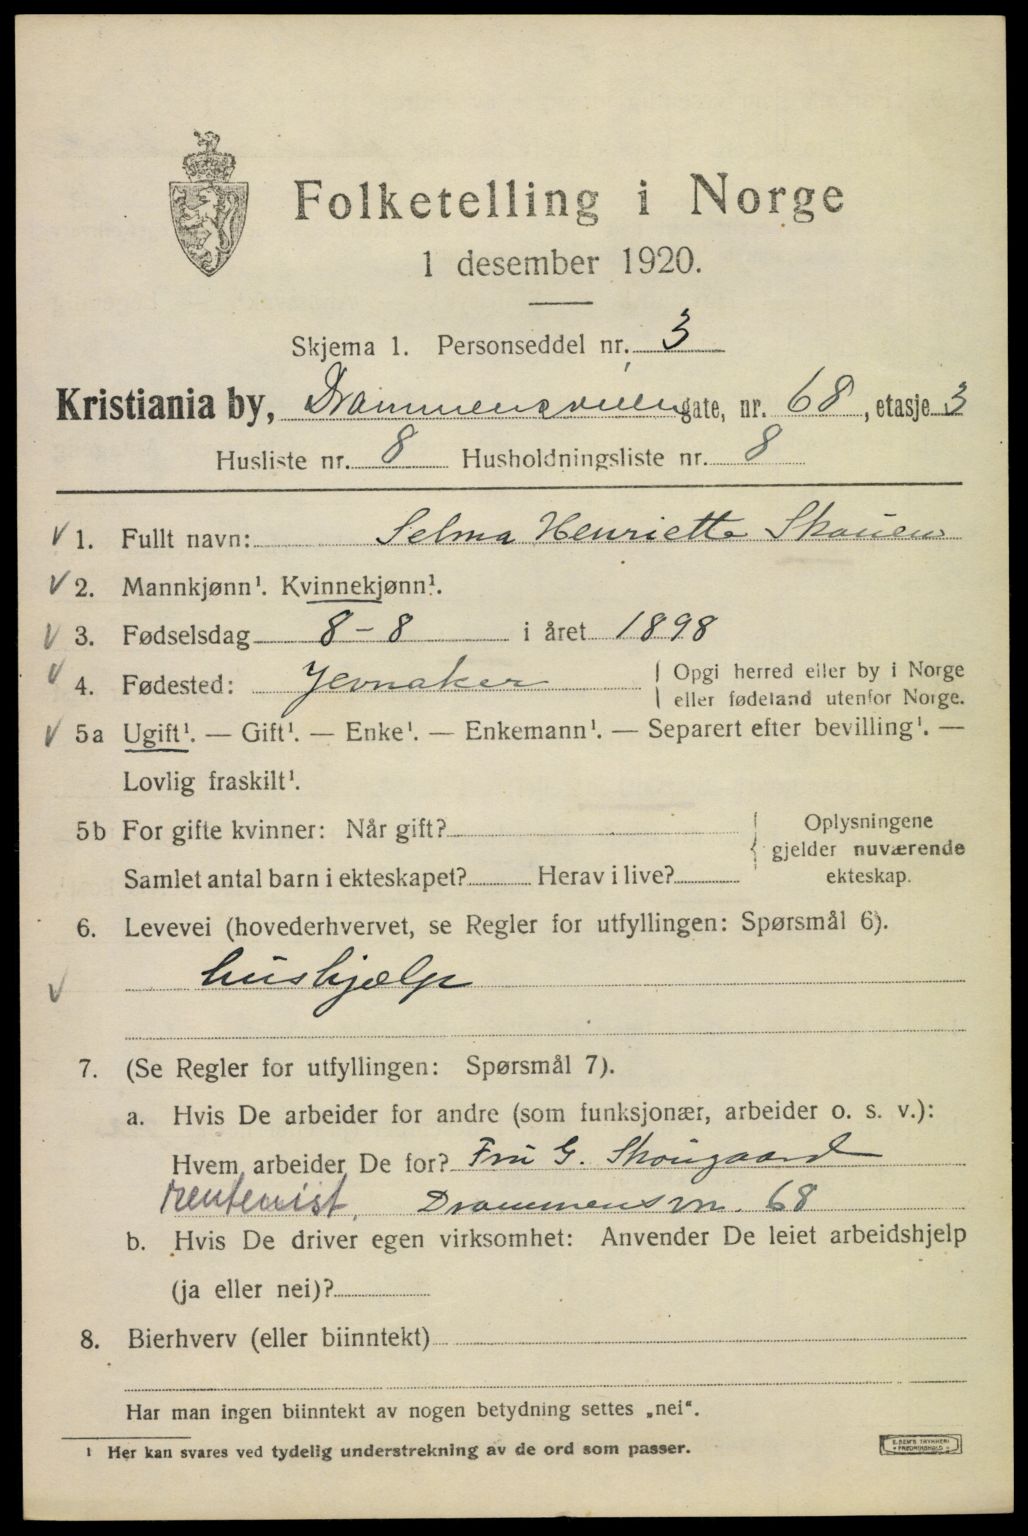 Folketelling i Norge
1 desember 1920.
Skjema 1. Personseddel nr. 3
Kristiania by, Drammensveien gate, nr. 68, etasje 3
Husliste nr. 8 Husholdningsliste nr. 8
V 1. Fullt navn: Selma Henriette Skouen
V 2. Mannkjønn¹. Kvinnekjønn¹.
V 3. Fødselsdag 8-8 i året 1898
V 4. Fødested: Jevnaker { Opgi herred eller by i Norge
eller fødeland utenfor Norge.
V 5a Ugift¹. — Gift¹. — Enke¹. — Enkemann¹. — Separert efter bevilling¹. —
Lovlig fraskilt¹.
5b For gifte kvinner: Når gift? { Oplysningene
gjelder nuværende
Samlet antal barn i ekteskapet? Herav i live? ekteskap.
6. Levevei (hovederhvervet, se Regler for utfyllingen: Spørsmål 6).
V hushjælp
7. (Se Regler for utfyllingen: Spørsmål 7).
a. Hvis De arbeider for andre (som funksjonær, arbeider o. s. v.):
Hvem arbeider De for? Fru G. Skougaard
rentenist, Drammensvn. 68
b. Hvis De driver egen virksomhet: Anvender De leiet arbeidshjelp
(ja eller nei)?
8. Bierhverv (eller biinntekt)
Har man ingen biinntekt av nogen betydning settes „nei“.
¹ Her kan svares ved tydelig understrekning av de ord som passer.